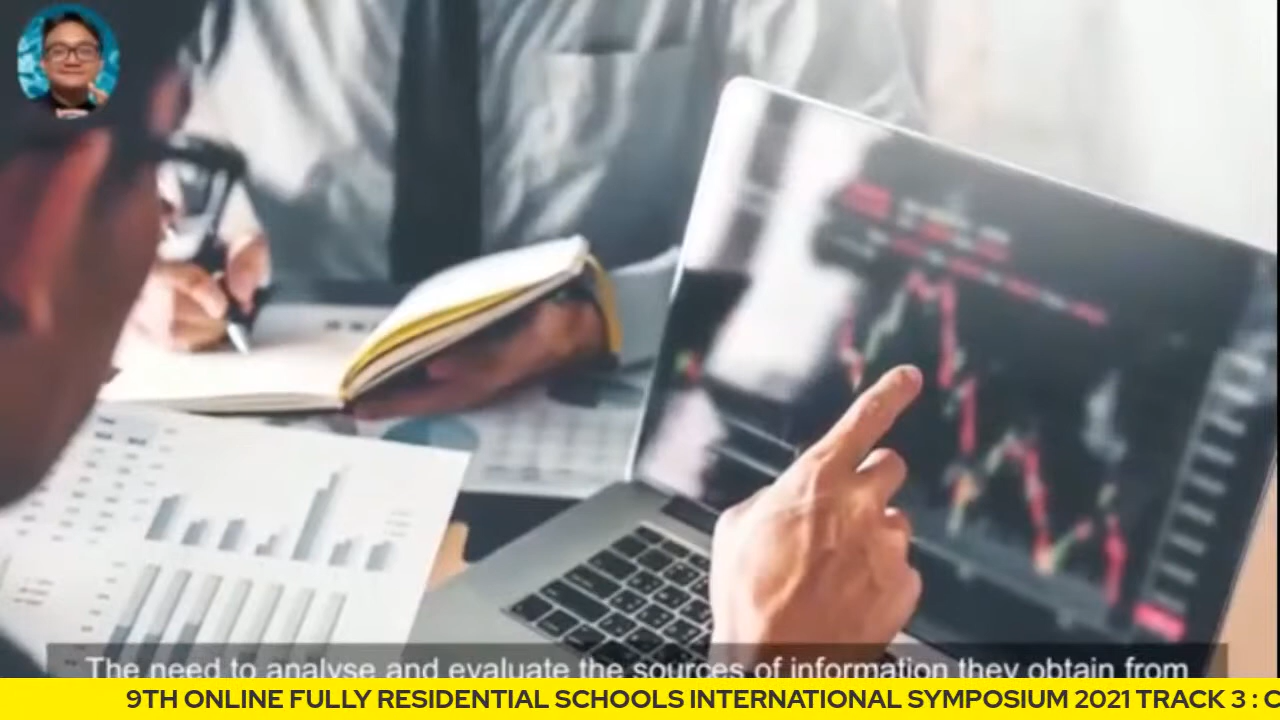 The need to analyse and evaluate the sources of information they obtain from
9TH ONLINE FULLY RESIDENTIAL SCHOOLS INTERNATIONAL SYMPOSIUM 2021 TRACK 3 : C